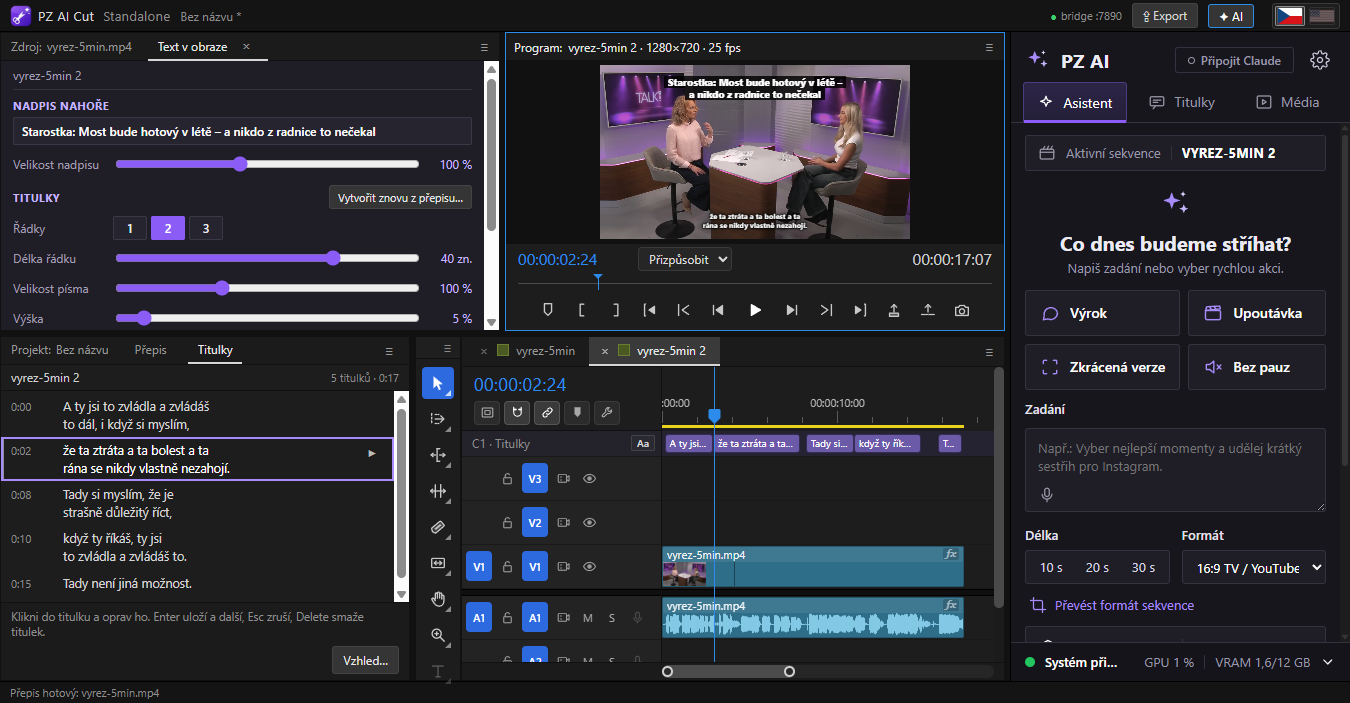 PZ AI Cut Standalone Bez názvu *
bridge :7890
Export
AI
Zdroj: vyrez-5min.mp4
Text v obraze
vyrez-5min 2
NADPIS NAHOŘE
Starostka: Most bude hotový v létě – a nikdo z radnice to nečekal
Velikost nadpisu 100 %
TITULKY
Vytvořit znovu z přepisu...
Řádky 1 2 3
Délka řádku 40 zn.
Velikost písma 100 %
Výška 5 %
Program: vyrez-5min 2 · 1280×720 · 25 fps
TALK
Starostka: Most bude hotový v létě –
a nikdo z radnice to nečekal
že ta ztráta a ta bolest a ta
rána se nikdy vlastně nezahojí.
00:00:02:24
Přizpůsobit
00:00:17:07
Projekt: Bez názvu
Přepis
Titulky
vyrez-5min 2
5 titulků · 0:17
0:00 A ty jsi to zvládla a zvládáš
to dál, i když si myslím,
0:02 že ta ztráta a ta bolest a ta
rána se nikdy vlastně nezahojí.
0:08 Tady si myslím, že je
strašně důležitý říct,
0:10 když ty říkáš, ty jsi
to zvládla a zvládáš to.
0:15 Tady není jiná možnost.
Klikni do titulku a oprav ho. Enter uloží a další, Esc zruší, Delete smaže
titulek.
Vzhled...
vyrez-5min
vyrez-5min 2
00:00:02:24
:00:00
00:00:10:00
C1 · Titulky
Aa
A ty jsi...
že ta ztráta a ta...
Tady si...
když ty řík...
T...
V3
V2
V1 V1
vyrez-5min.mp4
fx
A1 A1 M S
vyrez-5min.mp4
fx
A2 M S
PZ AI
Připojit Claude
Asistent
Titulky
Média
Aktivní sekvence
VYREZ-5MIN 2
Co dnes budeme stříhat?
Napiš zadání nebo vyber rychlou akci.
Výrok
Upoutávka
Zkrácená verze
Bez pauz
Zadání
Např.: Vyber nejlepší momenty a udělej krátký
sestřih pro Instagram.
Délka
Formát
10 s 20 s 30 s
16:9 TV / YouTube
Převést formát sekvence
Systém při...
GPU 1 %
VRAM 1,6/12 GB
Přepis hotový: vyrez-5min.mp4